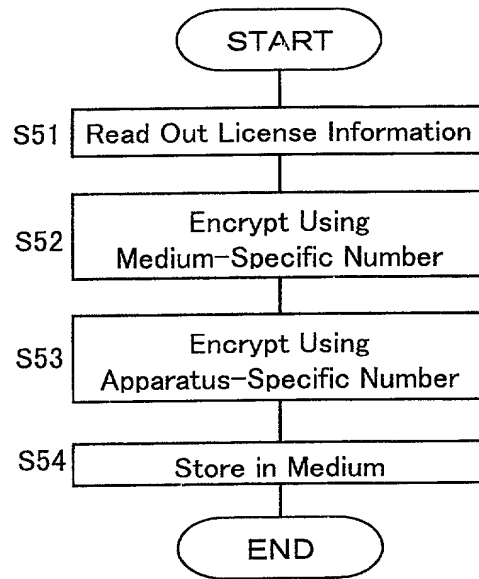 START
S51 Read Out License Information
S52 Encrypt Using
Medium-Specific Number
S53 Encrypt Using
Apparatus-Specific Number
S54 Store in Medium
END